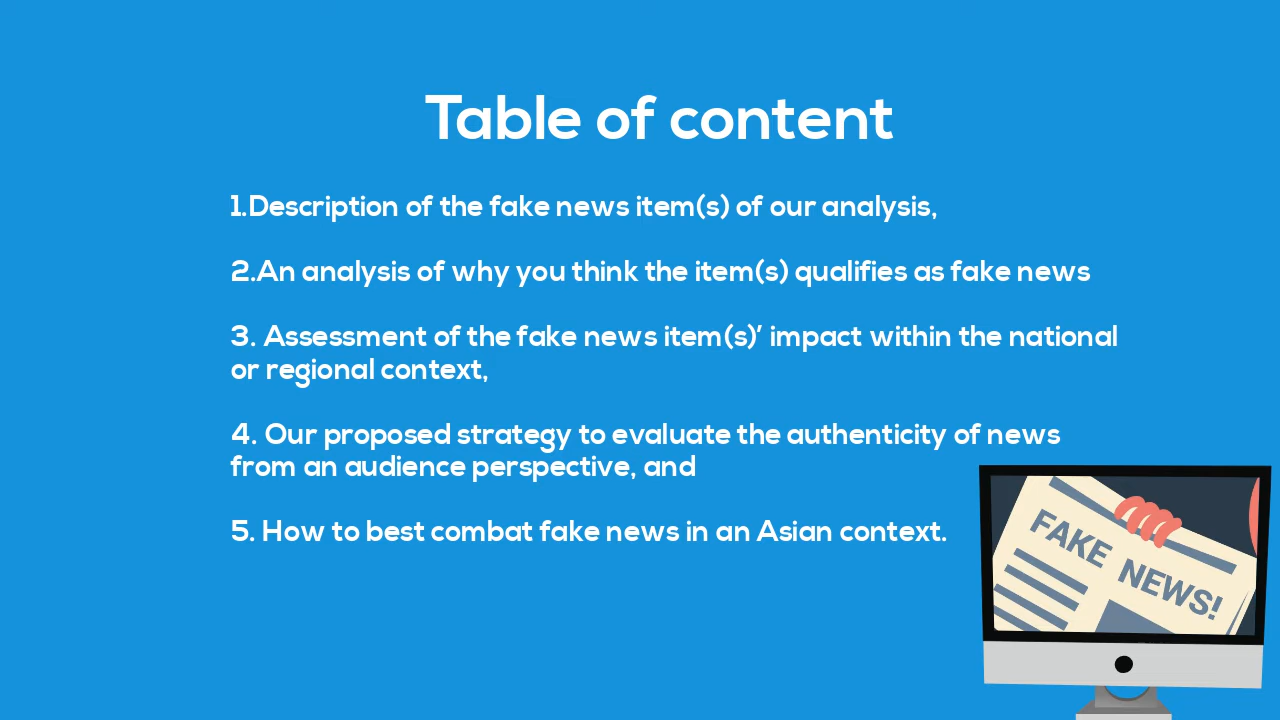 Table of content
1.Description of the fake news item(s) of our analysis,
2.An analysis of why you think the item(s) qualifies as fake news
3. Assessment of the fake news item(s)’ impact within the national
or regional context,
4. Our proposed strategy to evaluate the authenticity of news
from an audience perspective, and
5. How to best combat fake news in an Asian context.
FAKE NEWS!